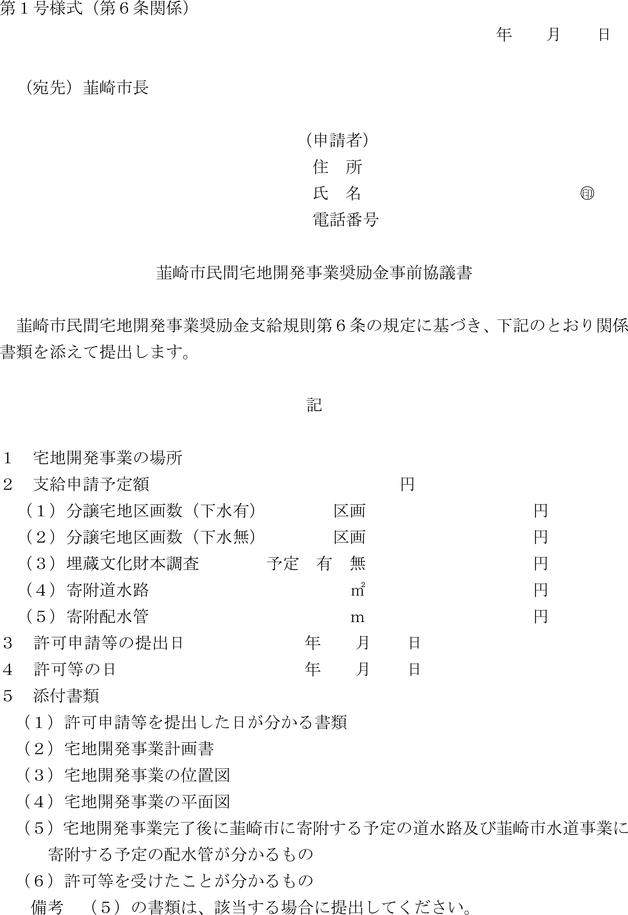 第１号様式（第６条関係）
年　　月　　日
（宛先）韮崎市長
（申請者）
住　所
氏　名　　　　　　　　　　　　　㊞
電話番号
韮崎市民間宅地開発事業奨励金事前協議書
韮崎市民間宅地開発事業奨励金支給規則第６条の規定に基づき、下記のとおり関係
書類を添えて提出します。
記
１　宅地開発事業の場所
２　支給申請予定額　　　　　　　　　　　　　　　円
（１）分譲宅地区画数（下水有）　　　　　区画　　　　　　　　　　円
（２）分譲宅地区画数（下水無）　　　　　区画　　　　　　　　　　円
（３）埋蔵文化財本調査　　　　予定　有　無　　　　　　　　　　円
（４）寄附道水路　　　　　　　　　　　　㎡　　　　　　　　　　円
（５）寄附配水管　　　　　　　　　　　　ｍ　　　　　　　　　　円
３　許可申請等の提出日　　　　　　　年　　月　　日
４　許可等の日　　　　　　　　　　　年　　月　　日
５　添付書類
（１）許可申請等を提出した日が分かる書類
（２）宅地開発事業計画書
（３）宅地開発事業の位置図
（４）宅地開発事業の平面図
（５）宅地開発事業完了後に韮崎市に寄附する予定の道水路及び韮崎市水道事業に
寄附する予定の配水管が分かるもの
（６）許可等を受けたことが分かるもの
備考　（５）の書類は、該当する場合に提出してください。